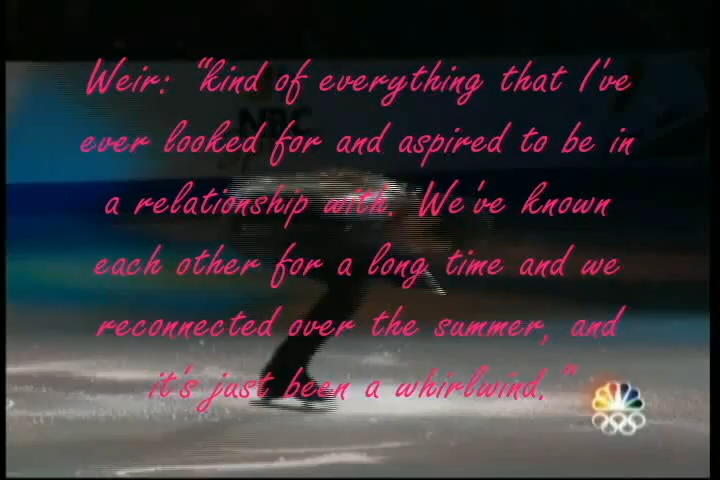 Weir: “kind of everything that I've
ever looked for and aspired to be in
a relationship with. We've known
each other for a long time and we
reconnected over the summer, and
it's just been a whirlwind.”
NBC